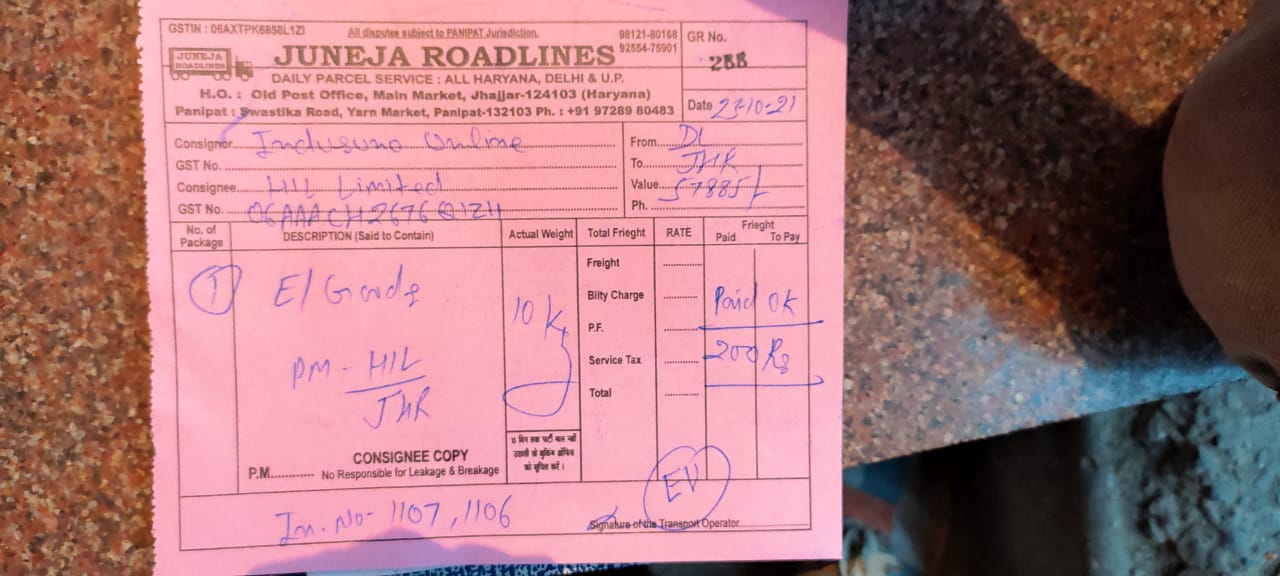 GSTIN : 06AXTPK6858L1ZI
All disputes subject to PANIPAT Jurisdiction.
98121-80168
92554-75901
JUNEJA ROADLINES
JUNEJA ROADLINES
DAILY PARCEL SERVICE : ALL HARYANA, DELHI & U.P.
H.O. : Old Post Office, Main Market, Jhajjar-124103 (Haryana)
Panipat : Swastika Road, Yarn Market, Panipat-132103 Ph. : +91 97289 80483
GR No.
288
Date 23-10-21
Consignor Indusuno Online
GST No.
Consignee HIL Limited
GST No. 06AAACH2676Q1ZH
From DL
To JHR
Value 57885/
Ph.
No. of Package
DESCRIPTION (Said to Contain)
Actual Weight
Total Frieght
RATE
Frieght
Paid To Pay
1
E/Goods
10 Kg
PM - HIL
JHR
Freight
Bilty Charge
P.F.
Service Tax
Total
Paid OK
200 Rs
15 दिन तक पार्टी माल नहीं
उठाती तो बुकिंग ऑफिस
को सूचित करें।
CONSIGNEE COPY
P.M. No Responsible for Leakage & Breakage
In. No- 1107, 1106
EV
Signature of the Transport Operator